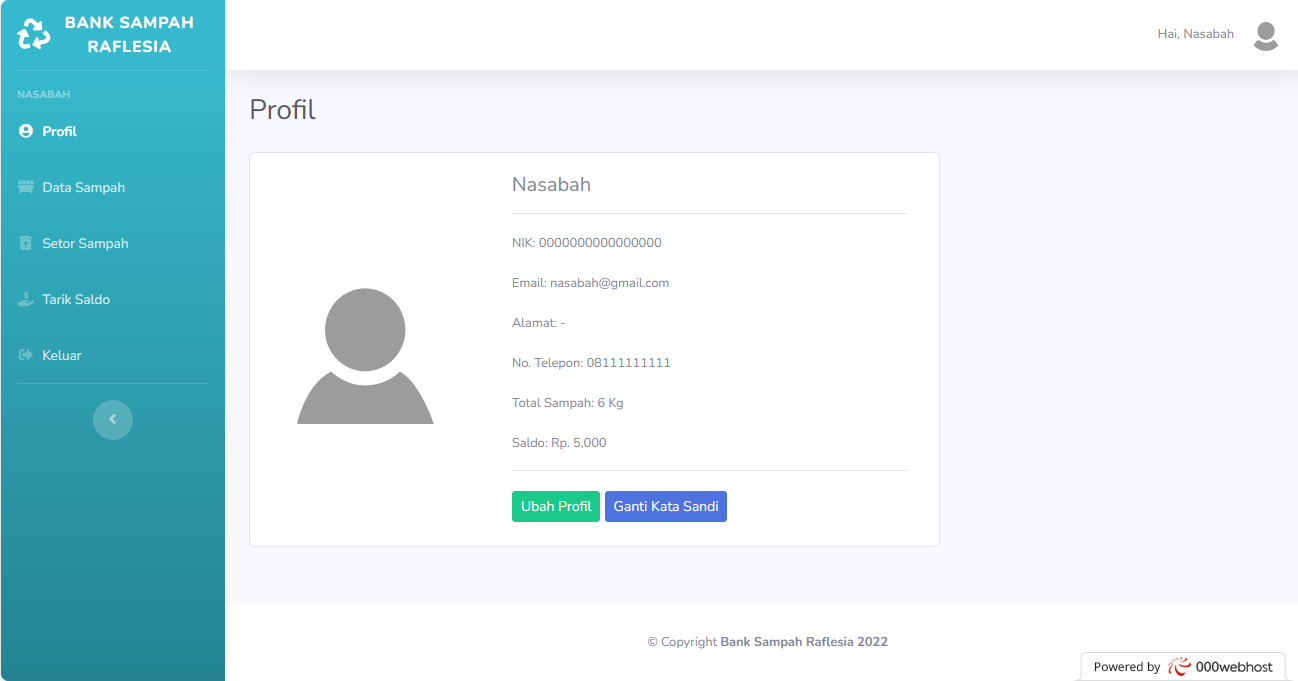 BANK SAMPAH
RAFLESIA
Hai, Nasabah
NASABAH
Profil
Data Sampah
Setor Sampah
Tarik Saldo
Keluar
Profil
Nasabah
NIK: 0000000000000000
Email: nasabah@gmail.com
Alamat: -
No. Telepon: 08111111111
Total Sampah: 6 Kg
Saldo: Rp. 5,000
Ubah Profil Ganti Kata Sandi
© Copyright Bank Sampah Raflesia 2022
Powered by 000webhost